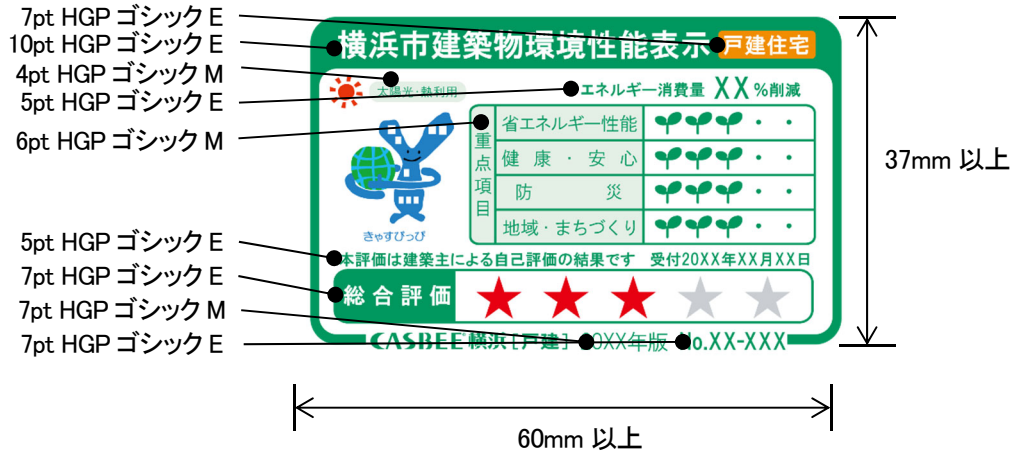 7pt HGP ゴシック E
10pt HGP ゴシック E
4pt HGP ゴシック M
5pt HGP ゴシック E
6pt HGP ゴシック M
5pt HGP ゴシック E
7pt HGP ゴシック E
7pt HGP ゴシック M
7pt HGP ゴシック E
横浜市建築物環境性能表示 戸建住宅
太陽光・熱利用
エネルギー消費量 XX %削減
重点項目
省エネルギー性能
健康・安心
防災
地域・まちづくり
きゃすぴっぴ
本評価は建築主による自己評価の結果です 受付20XX年XX月XX日
総合評価
CASBEE 横浜 [戸建] 20XX年版 No.XX-XXX
37mm 以上
60mm 以上